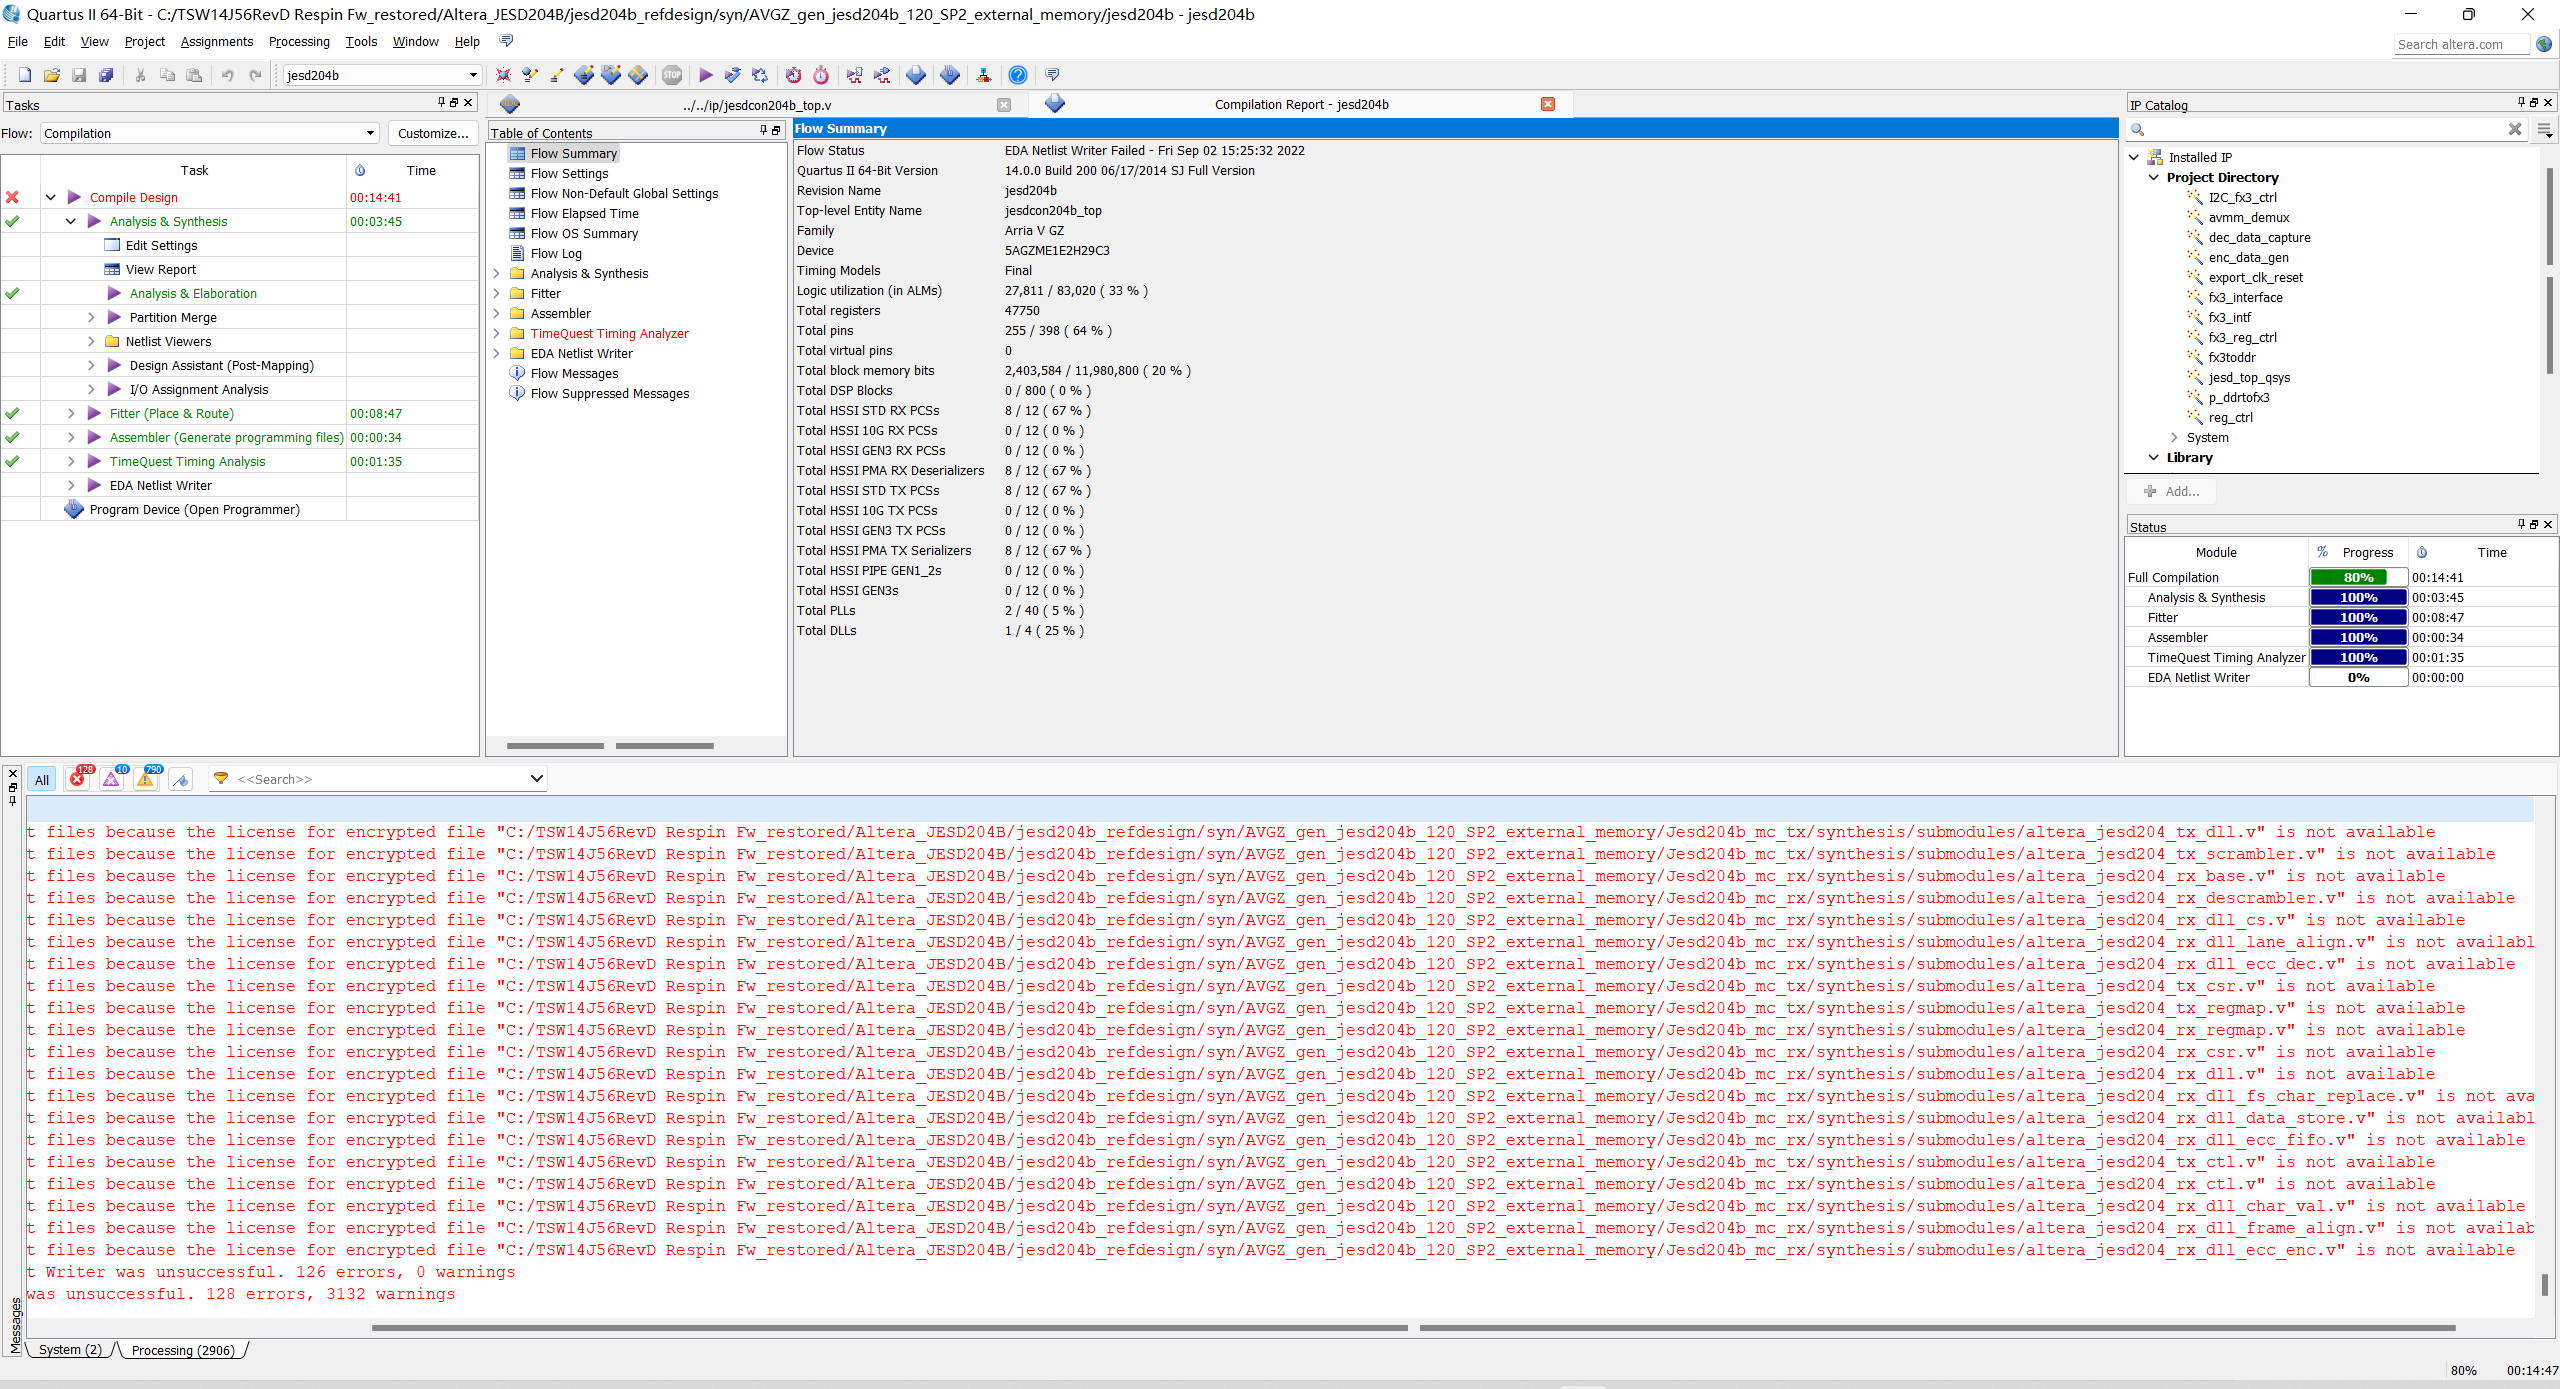 Quartus II 64-Bit - C:/TSW14J56RevD Respin Fw_restored/Altera_JESD204B/jesd204b_refdesign/syn/AVGZ_gen_jesd204b_120_SP2_external_memory/jesd204b - jesd204b
File Edit View Project Assignments Processing Tools Window Help
Search altera.com
jesd204b
STOP
Tasks
Flow: Compilation
Customize...
Task Time
Compile Design 00:14:41
Analysis & Synthesis 00:03:45
Edit Settings
View Report
Analysis & Elaboration
Partition Merge
Netlist Viewers
Design Assistant (Post-Mapping)
I/O Assignment Analysis
Fitter (Place & Route) 00:08:47
Assembler (Generate programming files) 00:00:34
TimeQuest Timing Analysis 00:01:35
EDA Netlist Writer
Program Device (Open Programmer)
../../ip/jesdcon204b_top.v
Compilation Report - jesd204b
Table of Contents
Flow Summary
Flow Settings
Flow Non-Default Global Settings
Flow Elapsed Time
Flow OS Summary
Flow Log
Analysis & Synthesis
Fitter
Assembler
TimeQuest Timing Analyzer
EDA Netlist Writer
Flow Messages
Flow Suppressed Messages
Flow Summary
Flow Status EDA Netlist Writer Failed - Fri Sep 02 15:25:32 2022
Quartus II 64-Bit Version 14.0.0 Build 200 06/17/2014 SJ Full Version
Revision Name jesd204b
Top-level Entity Name jesdcon204b_top
Family Arria V GZ
Device 5AGZME1E2H29C3
Timing Models Final
Logic utilization (in ALMs) 27,811 / 83,020 ( 33 % )
Total registers 47750
Total pins 255 / 398 ( 64 % )
Total virtual pins 0
Total block memory bits 2,403,584 / 11,980,800 ( 20 % )
Total DSP Blocks 0 / 800 ( 0 % )
Total HSSI STD RX PCSs 8 / 12 ( 67 % )
Total HSSI 10G RX PCSs 0 / 12 ( 0 % )
Total HSSI GEN3 RX PCSs 0 / 12 ( 0 % )
Total HSSI PMA RX Deserializers 8 / 12 ( 67 % )
Total HSSI STD TX PCSs 8 / 12 ( 67 % )
Total HSSI 10G TX PCSs 0 / 12 ( 0 % )
Total HSSI GEN3 TX PCSs 0 / 12 ( 0 % )
Total HSSI PMA TX Serializers 8 / 12 ( 67 % )
Total HSSI PIPE GEN1_2s 0 / 12 ( 0 % )
Total HSSI GEN3s 0 / 12 ( 0 % )
Total PLLs 2 / 40 ( 5 % )
Total DLLs 1 / 4 ( 25 % )
IP Catalog
Installed IP
Project Directory
I2C_fx3_ctrl
avmm_demux
dec_data_capture
enc_data_gen
export_clk_reset
fx3_interface
fx3_intf
fx3_reg_ctrl
fx3toddr
jesd_top_qsys
p_ddrtofx3
reg_ctrl
System
Library
Add...
Status
Module % Progress Time
Full Compilation 80% 00:14:41
Analysis & Synthesis 100% 00:03:45
Fitter 100% 00:08:47
Assembler 100% 00:00:34
TimeQuest Timing Analyzer 100% 00:01:35
EDA Netlist Writer 0% 00:00:00
All 128 10 790 <<Search>>
t files because the license for encrypted file "C:/TSW14J56RevD Respin Fw_restored/Altera_JESD204B/jesd204b_refdesign/syn/AVGZ_gen_jesd204b_120_SP2_external_memory/Jesd204b_mc_tx/synthesis/submodules/altera_jesd204_tx_dll.v" is not available
t files because the license for encrypted file "C:/TSW14J56RevD Respin Fw_restored/Altera_JESD204B/jesd204b_refdesign/syn/AVGZ_gen_jesd204b_120_SP2_external_memory/Jesd204b_mc_tx/synthesis/submodules/altera_jesd204_tx_scrambler.v" is not available
t files because the license for encrypted file "C:/TSW14J56RevD Respin Fw_restored/Altera_JESD204B/jesd204b_refdesign/syn/AVGZ_gen_jesd204b_120_SP2_external_memory/Jesd204b_mc_rx/synthesis/submodules/altera_jesd204_rx_base.v" is not available
t files because the license for encrypted file "C:/TSW14J56RevD Respin Fw_restored/Altera_JESD204B/jesd204b_refdesign/syn/AVGZ_gen_jesd204b_120_SP2_external_memory/Jesd204b_mc_rx/synthesis/submodules/altera_jesd204_rx_descrambler.v" is not available
t files because the license for encrypted file "C:/TSW14J56RevD Respin Fw_restored/Altera_JESD204B/jesd204b_refdesign/syn/AVGZ_gen_jesd204b_120_SP2_external_memory/Jesd204b_mc_rx/synthesis/submodules/altera_jesd204_rx_dll_cs.v" is not available
t files because the license for encrypted file "C:/TSW14J56RevD Respin Fw_restored/Altera_JESD204B/jesd204b_refdesign/syn/AVGZ_gen_jesd204b_120_SP2_external_memory/Jesd204b_mc_rx/synthesis/submodules/altera_jesd204_rx_dll_lane_align.v" is not availabl
t files because the license for encrypted file "C:/TSW14J56RevD Respin Fw_restored/Altera_JESD204B/jesd204b_refdesign/syn/AVGZ_gen_jesd204b_120_SP2_external_memory/Jesd204b_mc_rx/synthesis/submodules/altera_jesd204_rx_dll_ecc_dec.v" is not available
t files because the license for encrypted file "C:/TSW14J56RevD Respin Fw_restored/Altera_JESD204B/jesd204b_refdesign/syn/AVGZ_gen_jesd204b_120_SP2_external_memory/Jesd204b_mc_tx/synthesis/submodules/altera_jesd204_tx_csr.v" is not available
t files because the license for encrypted file "C:/TSW14J56RevD Respin Fw_restored/Altera_JESD204B/jesd204b_refdesign/syn/AVGZ_gen_jesd204b_120_SP2_external_memory/Jesd204b_mc_tx/synthesis/submodules/altera_jesd204_tx_regmap.v" is not available
t files because the license for encrypted file "C:/TSW14J56RevD Respin Fw_restored/Altera_JESD204B/jesd204b_refdesign/syn/AVGZ_gen_jesd204b_120_SP2_external_memory/Jesd204b_mc_rx/synthesis/submodules/altera_jesd204_rx_regmap.v" is not available
t files because the license for encrypted file "C:/TSW14J56RevD Respin Fw_restored/Altera_JESD204B/jesd204b_refdesign/syn/AVGZ_gen_jesd204b_120_SP2_external_memory/Jesd204b_mc_rx/synthesis/submodules/altera_jesd204_rx_csr.v" is not available
t files because the license for encrypted file "C:/TSW14J56RevD Respin Fw_restored/Altera_JESD204B/jesd204b_refdesign/syn/AVGZ_gen_jesd204b_120_SP2_external_memory/Jesd204b_mc_rx/synthesis/submodules/altera_jesd204_rx_dll.v" is not available
t files because the license for encrypted file "C:/TSW14J56RevD Respin Fw_restored/Altera_JESD204B/jesd204b_refdesign/syn/AVGZ_gen_jesd204b_120_SP2_external_memory/Jesd204b_mc_rx/synthesis/submodules/altera_jesd204_rx_dll_fs_char_replace.v" is not ava
t files because the license for encrypted file "C:/TSW14J56RevD Respin Fw_restored/Altera_JESD204B/jesd204b_refdesign/syn/AVGZ_gen_jesd204b_120_SP2_external_memory/Jesd204b_mc_rx/synthesis/submodules/altera_jesd204_rx_dll_data_store.v" is not availabl
t files because the license for encrypted file "C:/TSW14J56RevD Respin Fw_restored/Altera_JESD204B/jesd204b_refdesign/syn/AVGZ_gen_jesd204b_120_SP2_external_memory/Jesd204b_mc_rx/synthesis/submodules/altera_jesd204_rx_dll_ecc_fifo.v" is not available
t files because the license for encrypted file "C:/TSW14J56RevD Respin Fw_restored/Altera_JESD204B/jesd204b_refdesign/syn/AVGZ_gen_jesd204b_120_SP2_external_memory/Jesd204b_mc_tx/synthesis/submodules/altera_jesd204_tx_ctl.v" is not available
t files because the license for encrypted file "C:/TSW14J56RevD Respin Fw_restored/Altera_JESD204B/jesd204b_refdesign/syn/AVGZ_gen_jesd204b_120_SP2_external_memory/Jesd204b_mc_rx/synthesis/submodules/altera_jesd204_rx_ctl.v" is not available
t files because the license for encrypted file "C:/TSW14J56RevD Respin Fw_restored/Altera_JESD204B/jesd204b_refdesign/syn/AVGZ_gen_jesd204b_120_SP2_external_memory/Jesd204b_mc_rx/synthesis/submodules/altera_jesd204_rx_dll_char_val.v" is not available
t files because the license for encrypted file "C:/TSW14J56RevD Respin Fw_restored/Altera_JESD204B/jesd204b_refdesign/syn/AVGZ_gen_jesd204b_120_SP2_external_memory/Jesd204b_mc_rx/synthesis/submodules/altera_jesd204_rx_dll_frame_align.v" is not availab
t files because the license for encrypted file "C:/TSW14J56RevD Respin Fw_restored/Altera_JESD204B/jesd204b_refdesign/syn/AVGZ_gen_jesd204b_120_SP2_external_memory/Jesd204b_mc_rx/synthesis/submodules/altera_jesd204_rx_dll_ecc_enc.v" is not available
t Writer was unsuccessful. 126 errors, 0 warnings
was unsuccessful. 128 errors, 3132 warnings
Messages
System (2) Processing (2906)
80% 00:14:47